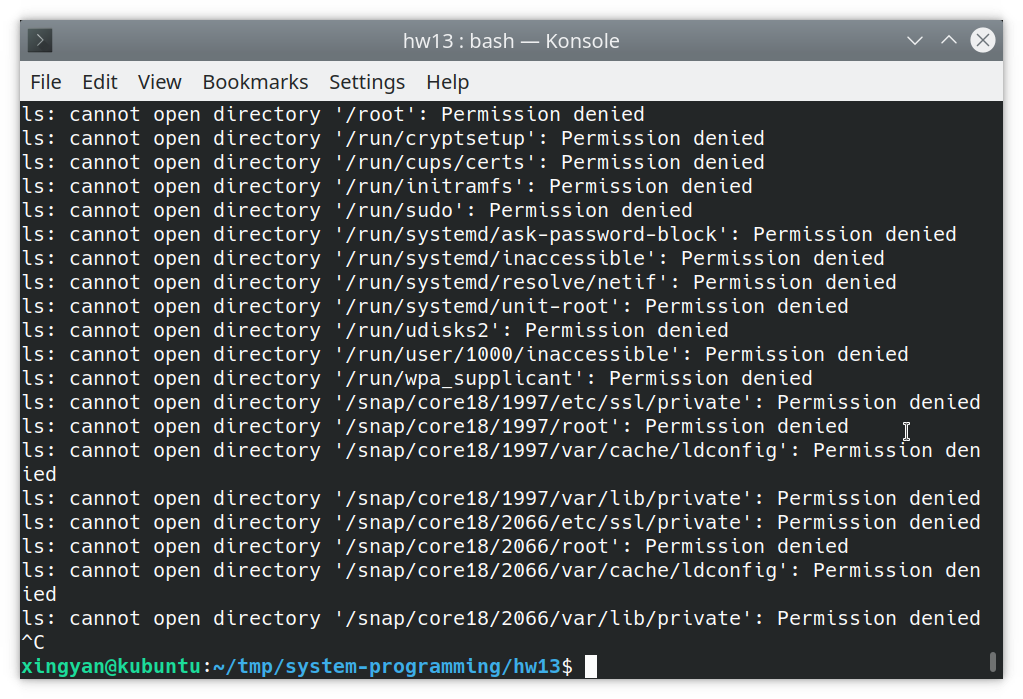 hw13 : bash — Konsole
File Edit View Bookmarks Settings Help
ls: cannot open directory '/root': Permission denied
ls: cannot open directory '/run/cryptsetup': Permission denied
ls: cannot open directory '/run/cups/certs': Permission denied
ls: cannot open directory '/run/initramfs': Permission denied
ls: cannot open directory '/run/sudo': Permission denied
ls: cannot open directory '/run/systemd/ask-password-block': Permission denied
ls: cannot open directory '/run/systemd/inaccessible': Permission denied
ls: cannot open directory '/run/systemd/resolve/netif': Permission denied
ls: cannot open directory '/run/systemd/unit-root': Permission denied
ls: cannot open directory '/run/udisks2': Permission denied
ls: cannot open directory '/run/user/1000/inaccessible': Permission denied
ls: cannot open directory '/run/wpa_supplicant': Permission denied
ls: cannot open directory '/snap/core18/1997/etc/ssl/private': Permission denied
ls: cannot open directory '/snap/core18/1997/root': Permission denied
ls: cannot open directory '/snap/core18/1997/var/cache/ldconfig': Permission den
ied
ls: cannot open directory '/snap/core18/1997/var/lib/private': Permission denied
ls: cannot open directory '/snap/core18/2066/etc/ssl/private': Permission denied
ls: cannot open directory '/snap/core18/2066/root': Permission denied
ls: cannot open directory '/snap/core18/2066/var/cache/ldconfig': Permission den
ied
ls: cannot open directory '/snap/core18/2066/var/lib/private': Permission denied
^C
xingyan@kubuntu:~/tmp/system-programming/hw13$